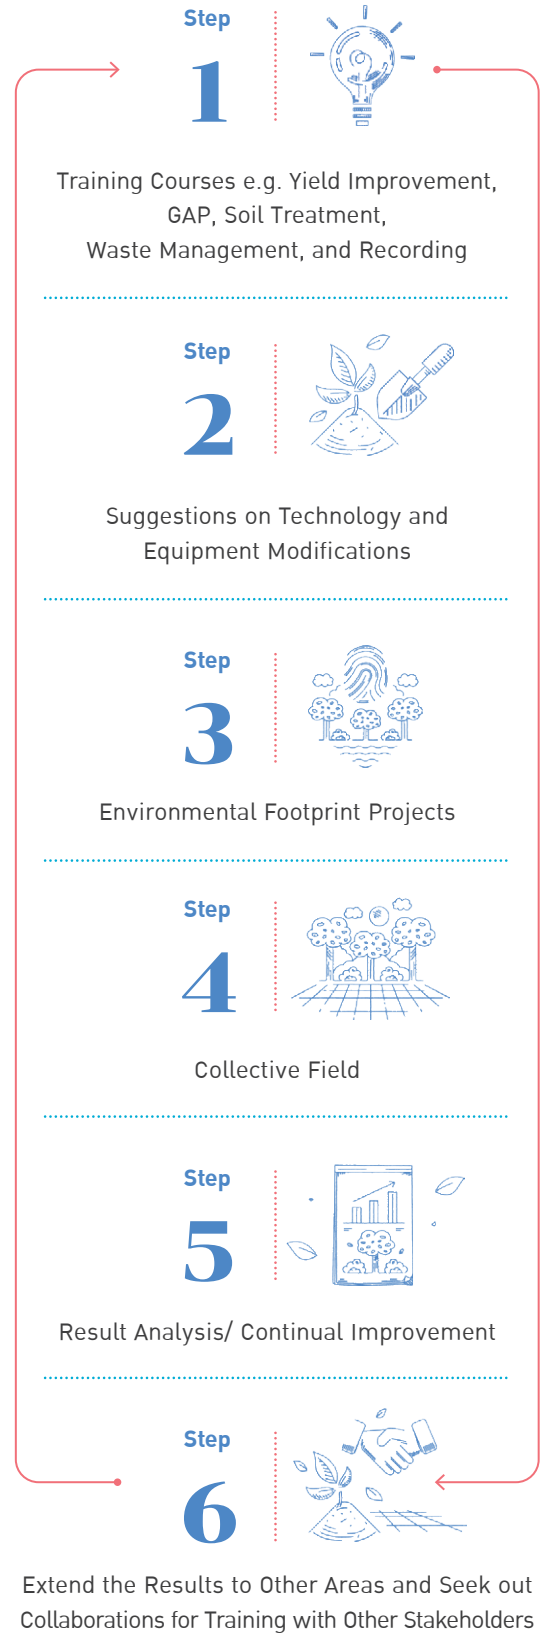 Step
1
Training Courses e.g. Yield Improvement,
GAP, Soil Treatment,
Waste Management, and Recording
Step
2
Suggestions on Technology and
Equipment Modifications
Step
3
Environmental Footprint Projects
Step
4
Collective Field
Step
5
Result Analysis/ Continual Improvement
Step
6
Extend the Results to Other Areas and Seek out
Collaborations for Training with Other Stakeholders